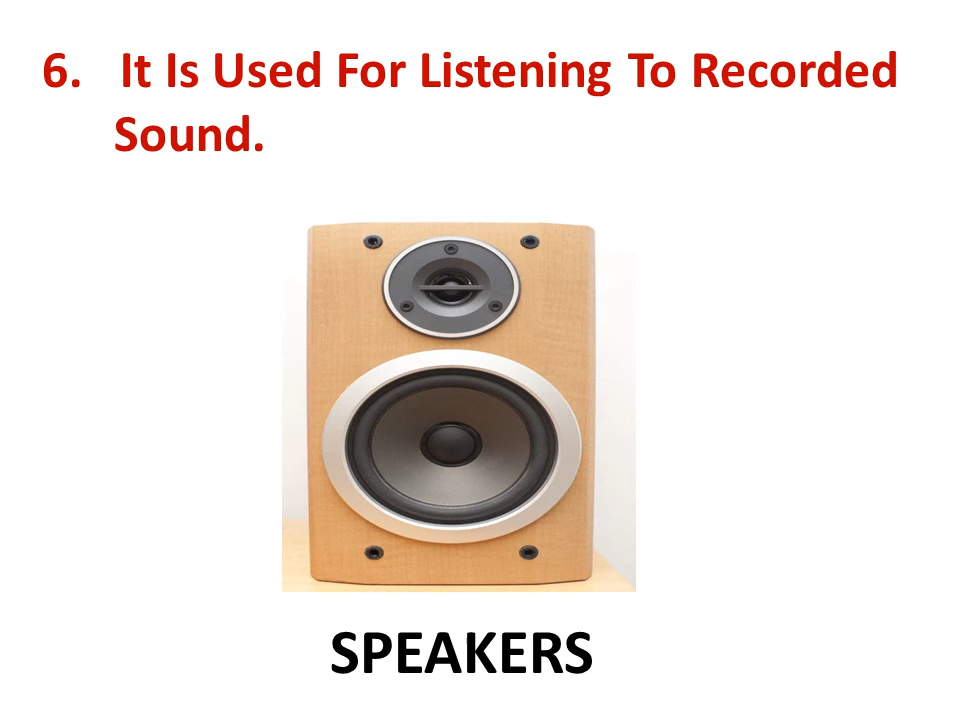 6. It Is Used For Listening To Recorded
Sound.
SPEAKERS